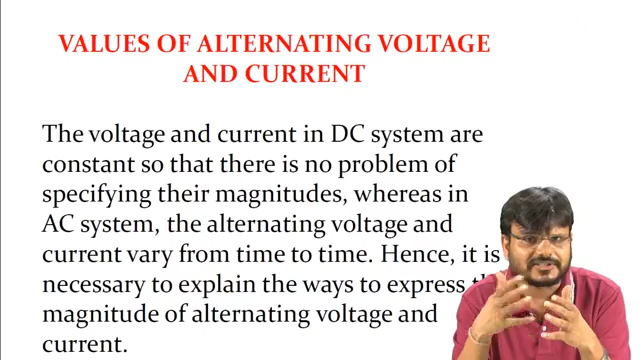 VALUES OF ALTERNATING VOLTAGE
AND CURRENT
The voltage and current in DC system are
constant so that there is no problem of
specifying their magnitudes, whereas in
AC system, the alternating voltage and
current vary from time to time. Hence, it is
necessary to explain the ways to express
magnitude of alternating voltage and
current.